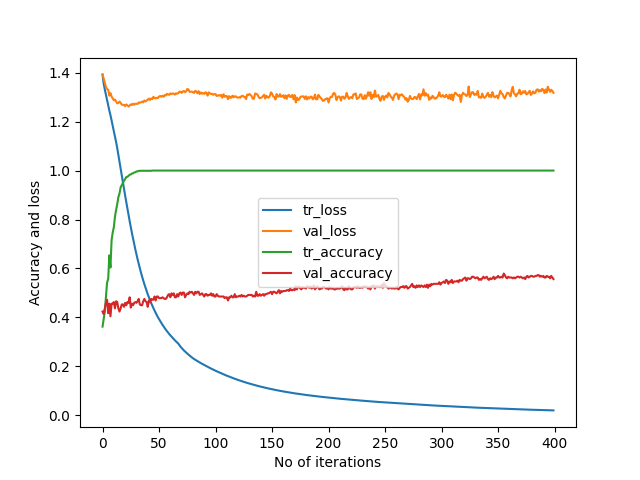 1.4
1.2
1.0
0.8
0.6
0.4
0.2
0.0
Accuracy and loss
tr_loss
val_loss
tr_accuracy
val_accuracy
0 50 100 150 200 250 300 350 400
No of iterations